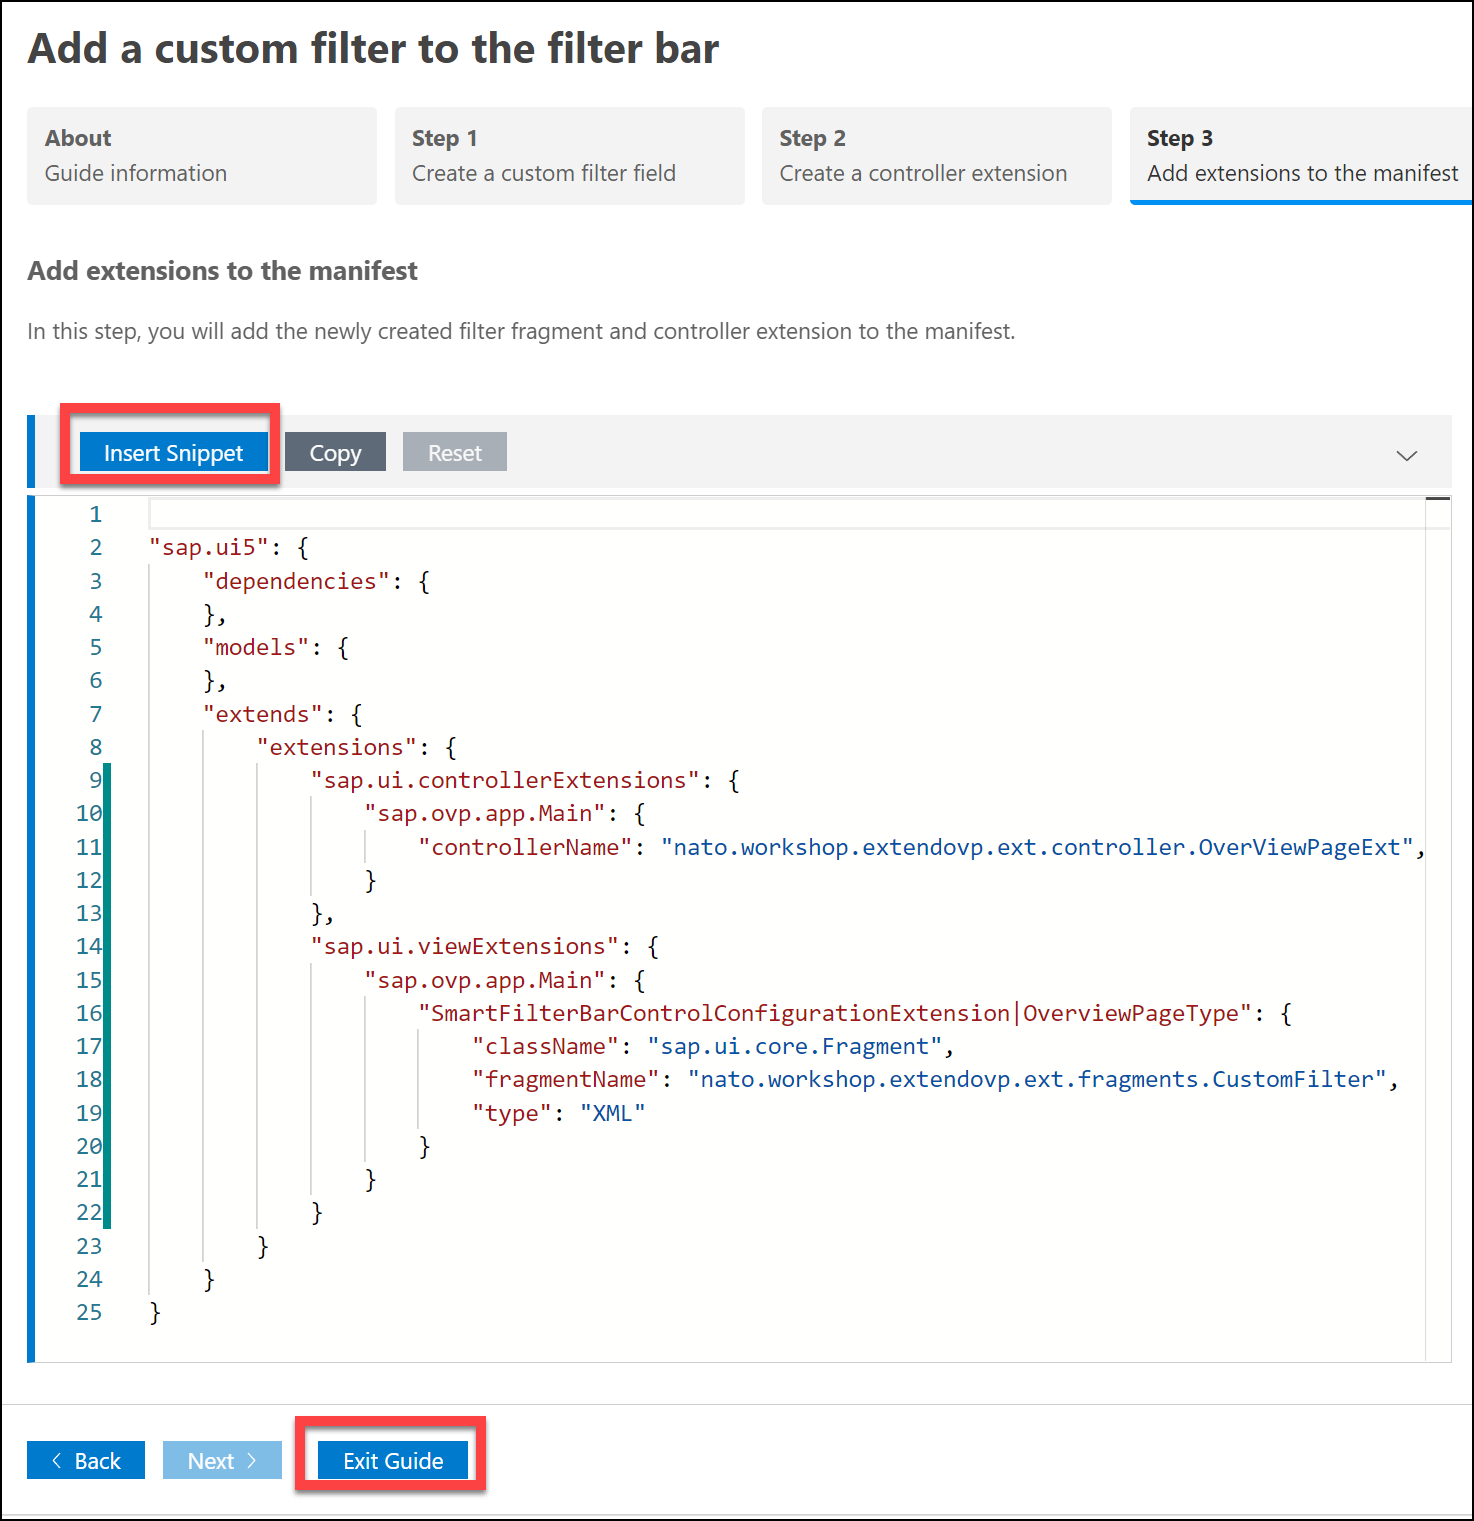 Add a custom filter to the filter bar
About
Guide information
Step 1
Create a custom filter field
Step 2
Create a controller extension
Step 3
Add extensions to the manifest
Add extensions to the manifest
In this step, you will add the newly created filter fragment and controller extension to the manifest.
Insert Snippet Copy Reset
1
2 "sap.ui5": {
3 "dependencies": {
4 },
5 "models": {
6 },
7 "extends": {
8 "extensions": {
9 "sap.ui.controllerExtensions": {
10 "sap.ovp.app.Main": {
11 "controllerName": "nato.workshop.extendovp.ext.controller.OverViewPageExt",
12 }
13 },
14 "sap.ui.viewExtensions": {
15 "sap.ovp.app.Main": {
16 "SmartFilterBarControlConfigurationExtension|OverviewPageType": {
17 "className": "sap.ui.core.Fragment",
18 "fragmentName": "nato.workshop.extendovp.ext.fragments.CustomFilter",
19 "type": "XML"
20 }
21 }
22 }
23 }
24 }
25 }
Back Next Exit Guide